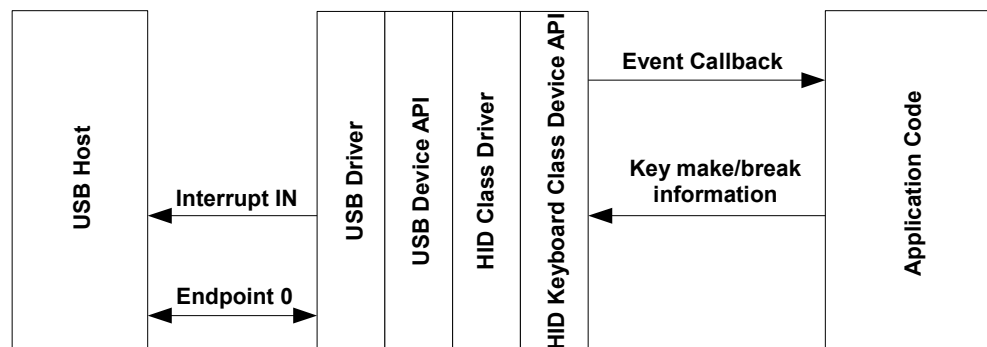 USB Host
Interrupt IN
Endpoint 0
USB Driver
USB Device API
HID Class Driver
HID Keyboard Class Device API
Event Callback
Key make/break
information
Application Code